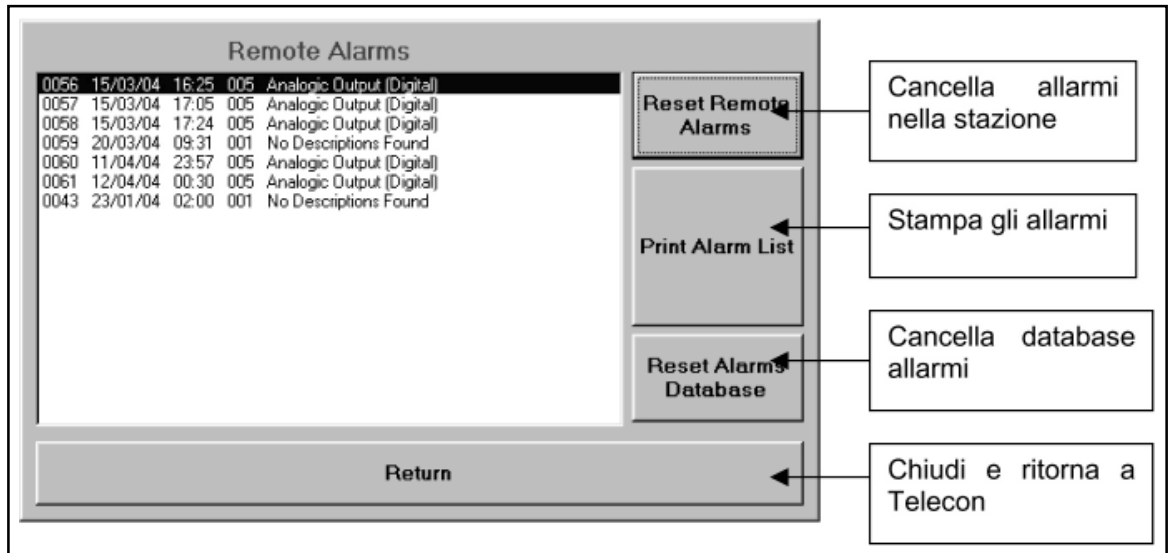 Remote Alarms
0056 15/03/04 16:25 005 Analogic Output (Digital)
0057 15/03/04 17:05 005 Analogic Output (Digital)
0058 15/03/04 17:24 005 Analogic Output (Digital)
0059 20/03/04 09:31 001 No Descriptions Found
0060 11/04/04 23:57 005 Analogic Output (Digital)
0061 12/04/04 00:30 005 Analogic Output (Digital)
0043 23/01/04 02:00 001 No Descriptions Found
Reset Remote
Alarms
Print Alarm List
Reset Alarms
Database
Return
Cancella allarmi
nella stazione
Stampa gli allarmi
Cancella database
allarmi
Chiudi e ritorna a
Telecon